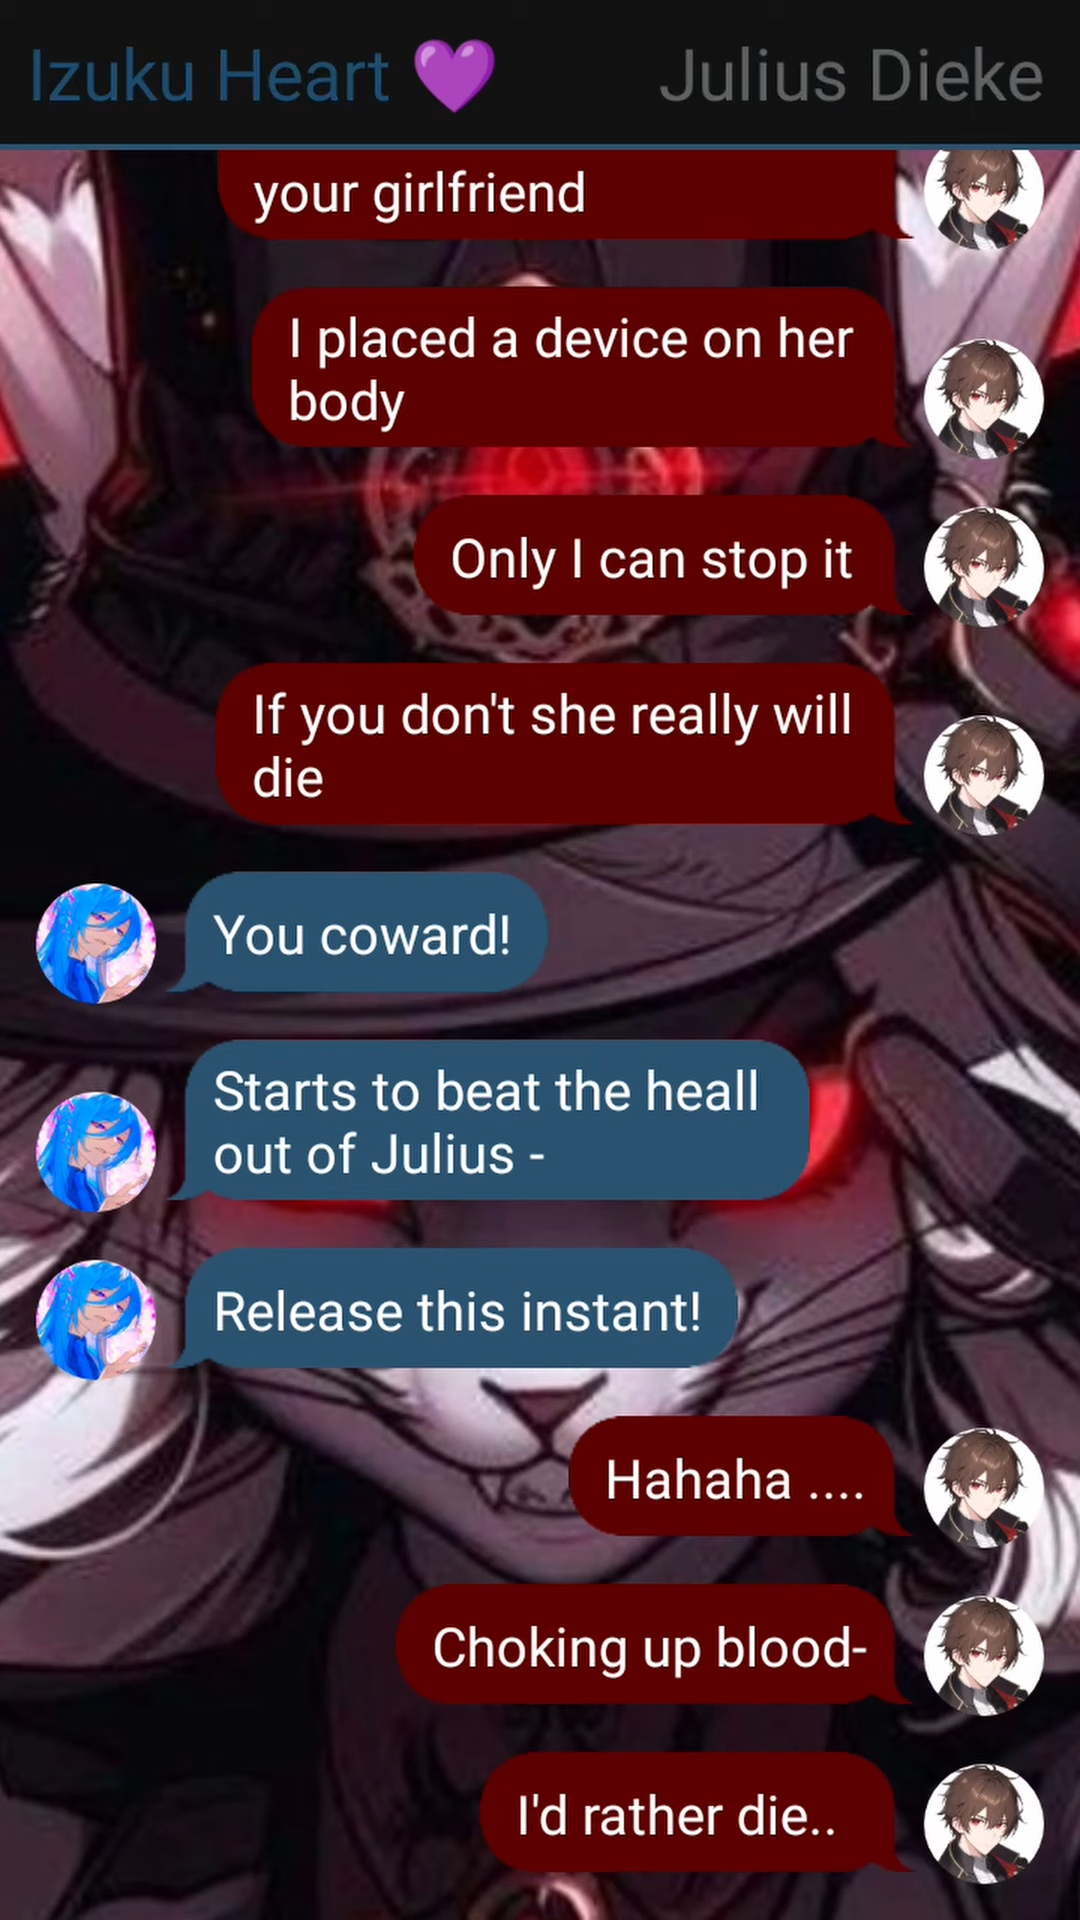 Izuku Heart 💜 Julius Dieke
your girlfriend
I placed a device on her
body
Only I can stop it
If you don't she really will
die
You coward!
Starts to beat the heall
out of Julius -
Release this instant!
Hahaha ....
Choking up blood-
I'd rather die..